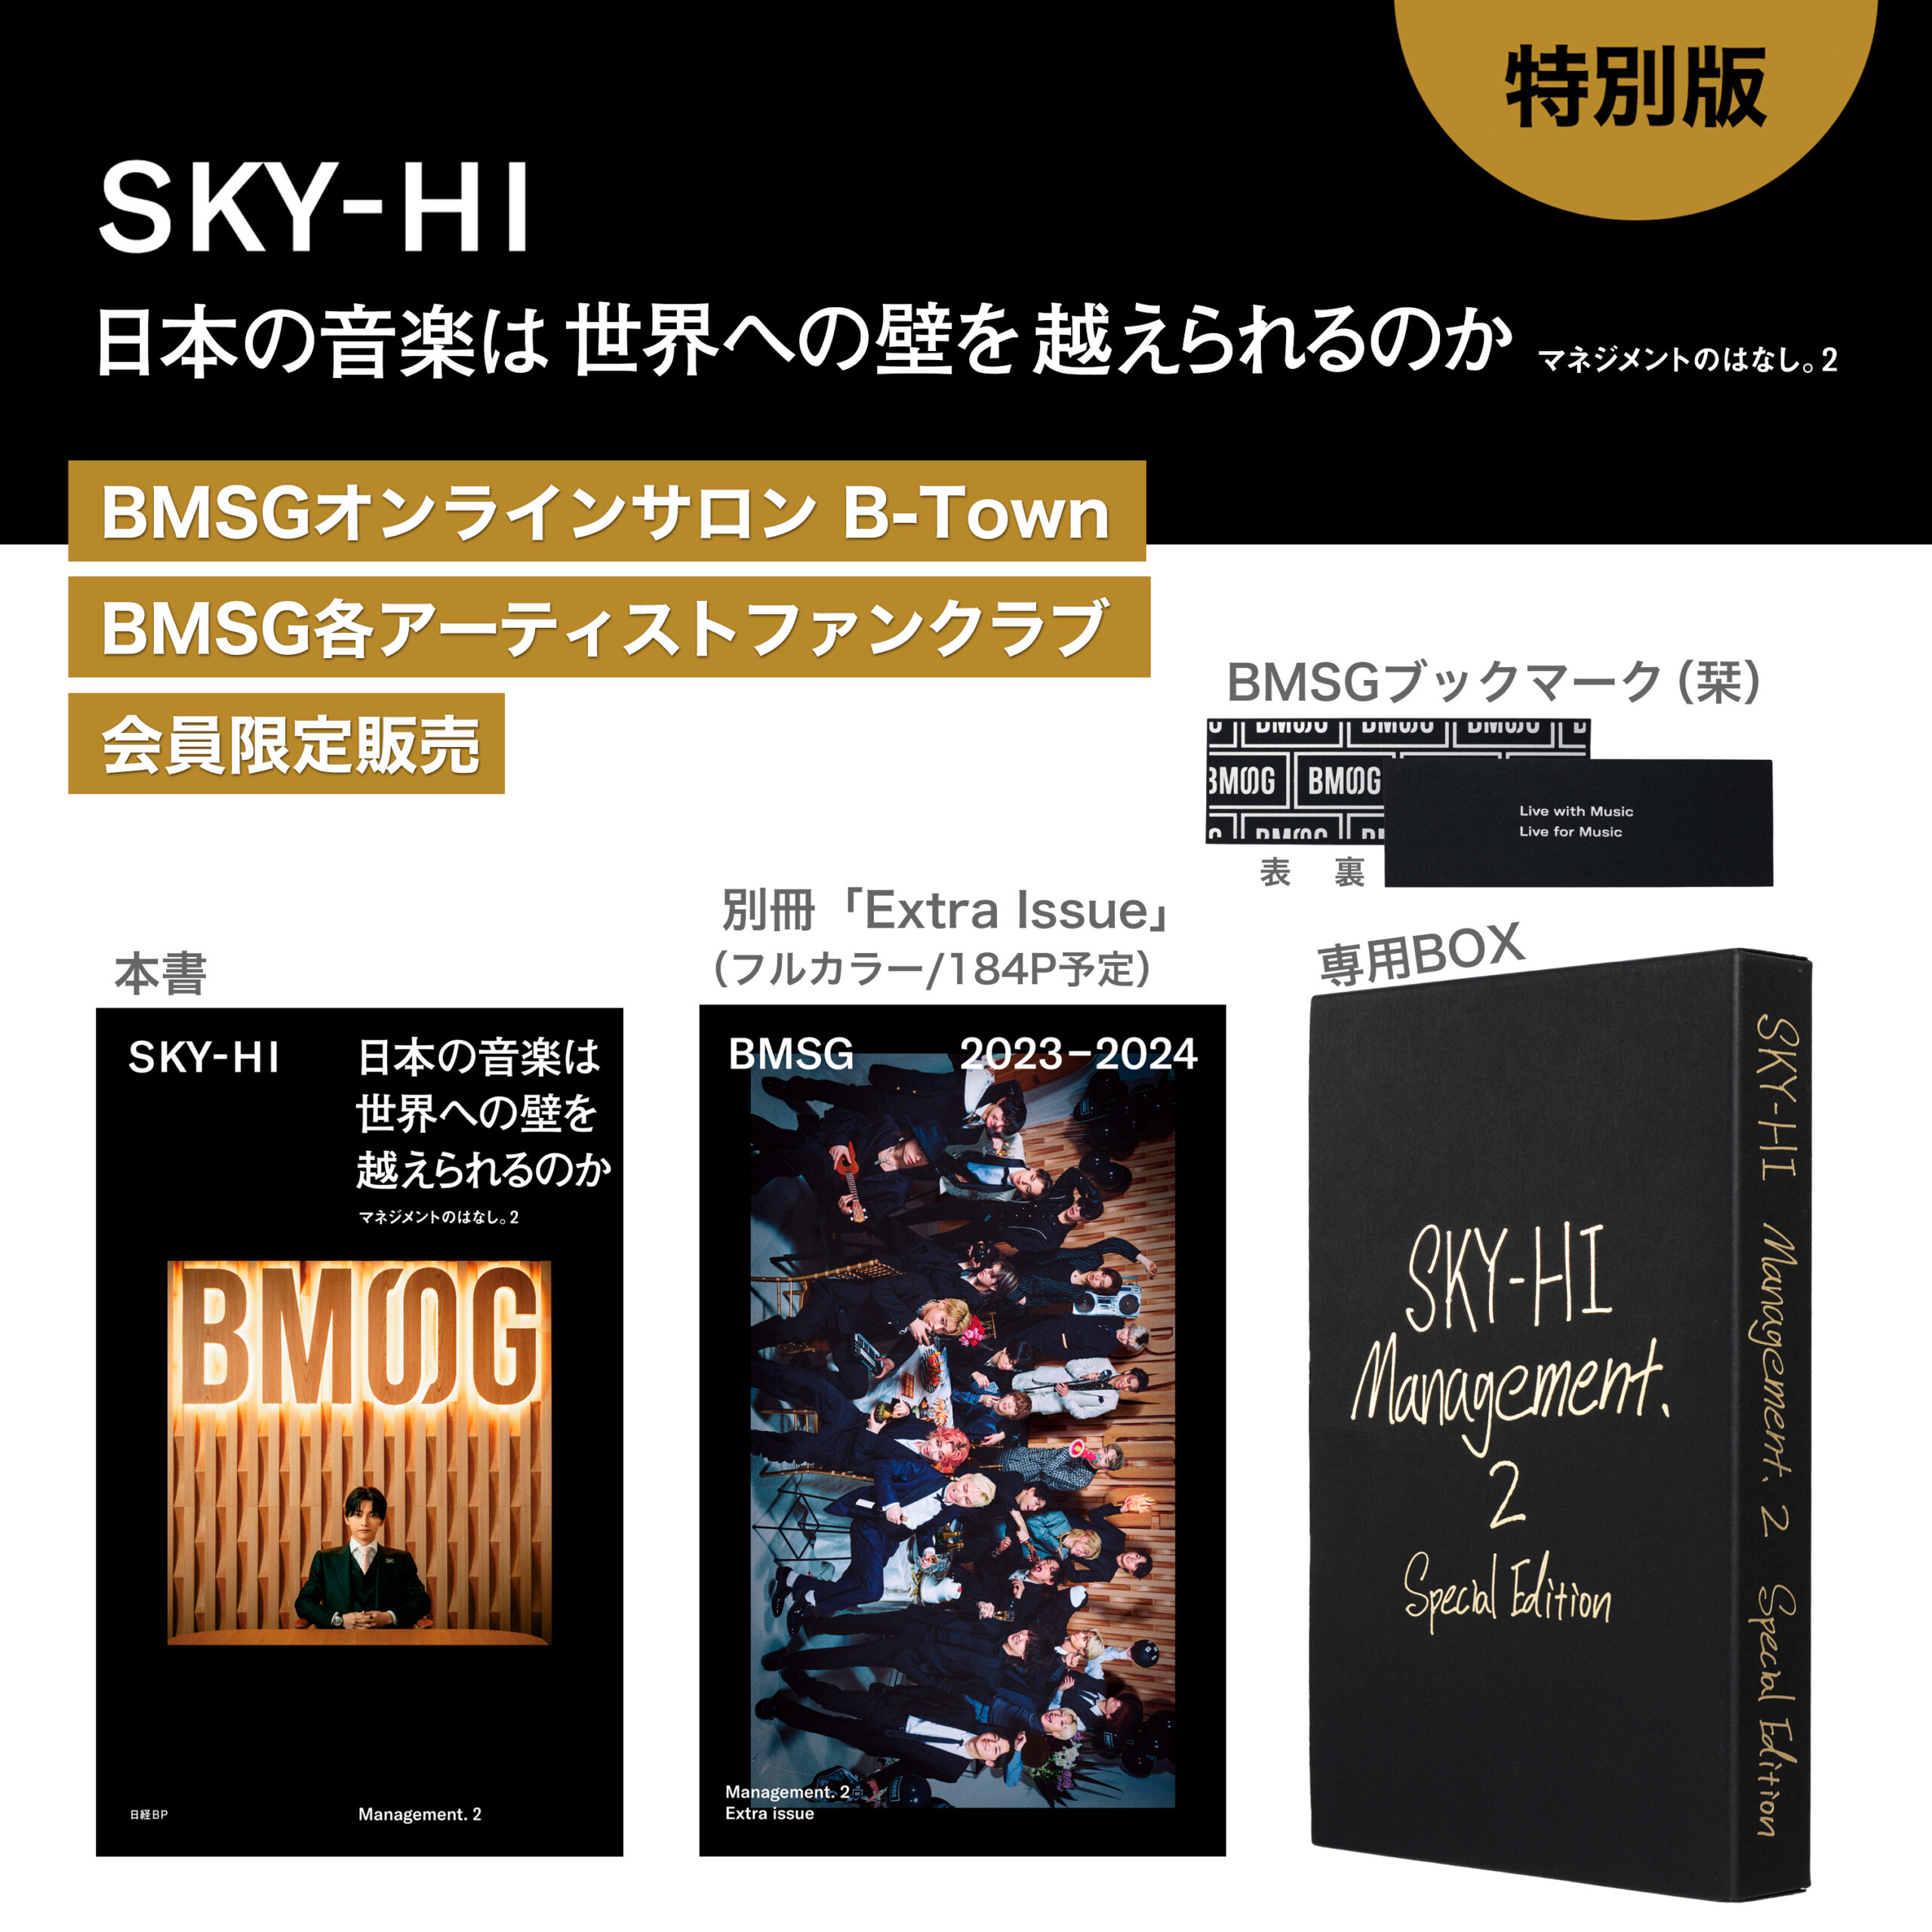 特別版
SKY-HI
日本の音楽は 世界への壁を 越えられるのか マネジメントのはなし。2
BMSGオンラインサロン B-Town
BMSG各アーティストファンクラブ
会員限定販売
BMSGブックマーク(栞)
BMSG BMSG
Live with Music
Live for Music
表 裏
別冊「Extra Issue」
(フルカラー/184P予定)
本書
専用BOX
SKY-HI
日本の音楽は
世界への壁を
越えられるのか
マネジメントのはなし。2
BMSG
日経BP Management. 2
BMSG 2023-2024
Management. 2
Extra issue
SKY-HI
Management.
2
Special Edition
SKY-HI Management. 2 Special Edition